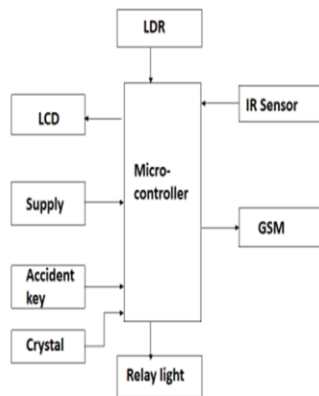 LDR
LCD
IR Sensor
Micro-
controller
Supply
GSM
Accident
key
Crystal
Relay light